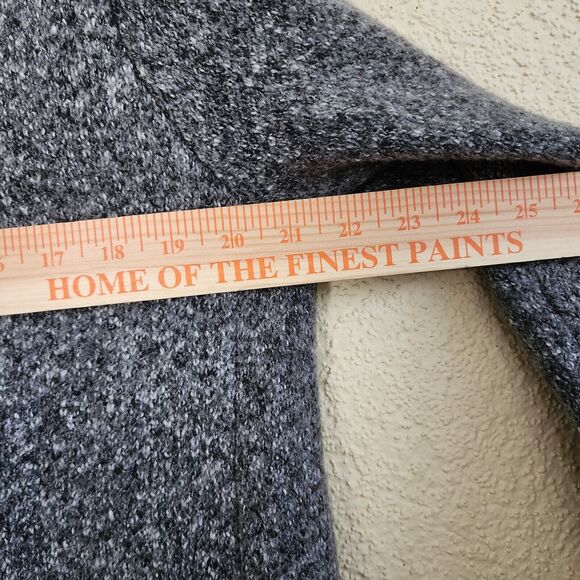 17 18 19 20 21 22 23 24 25
HOME OF THE FINEST PAINTS